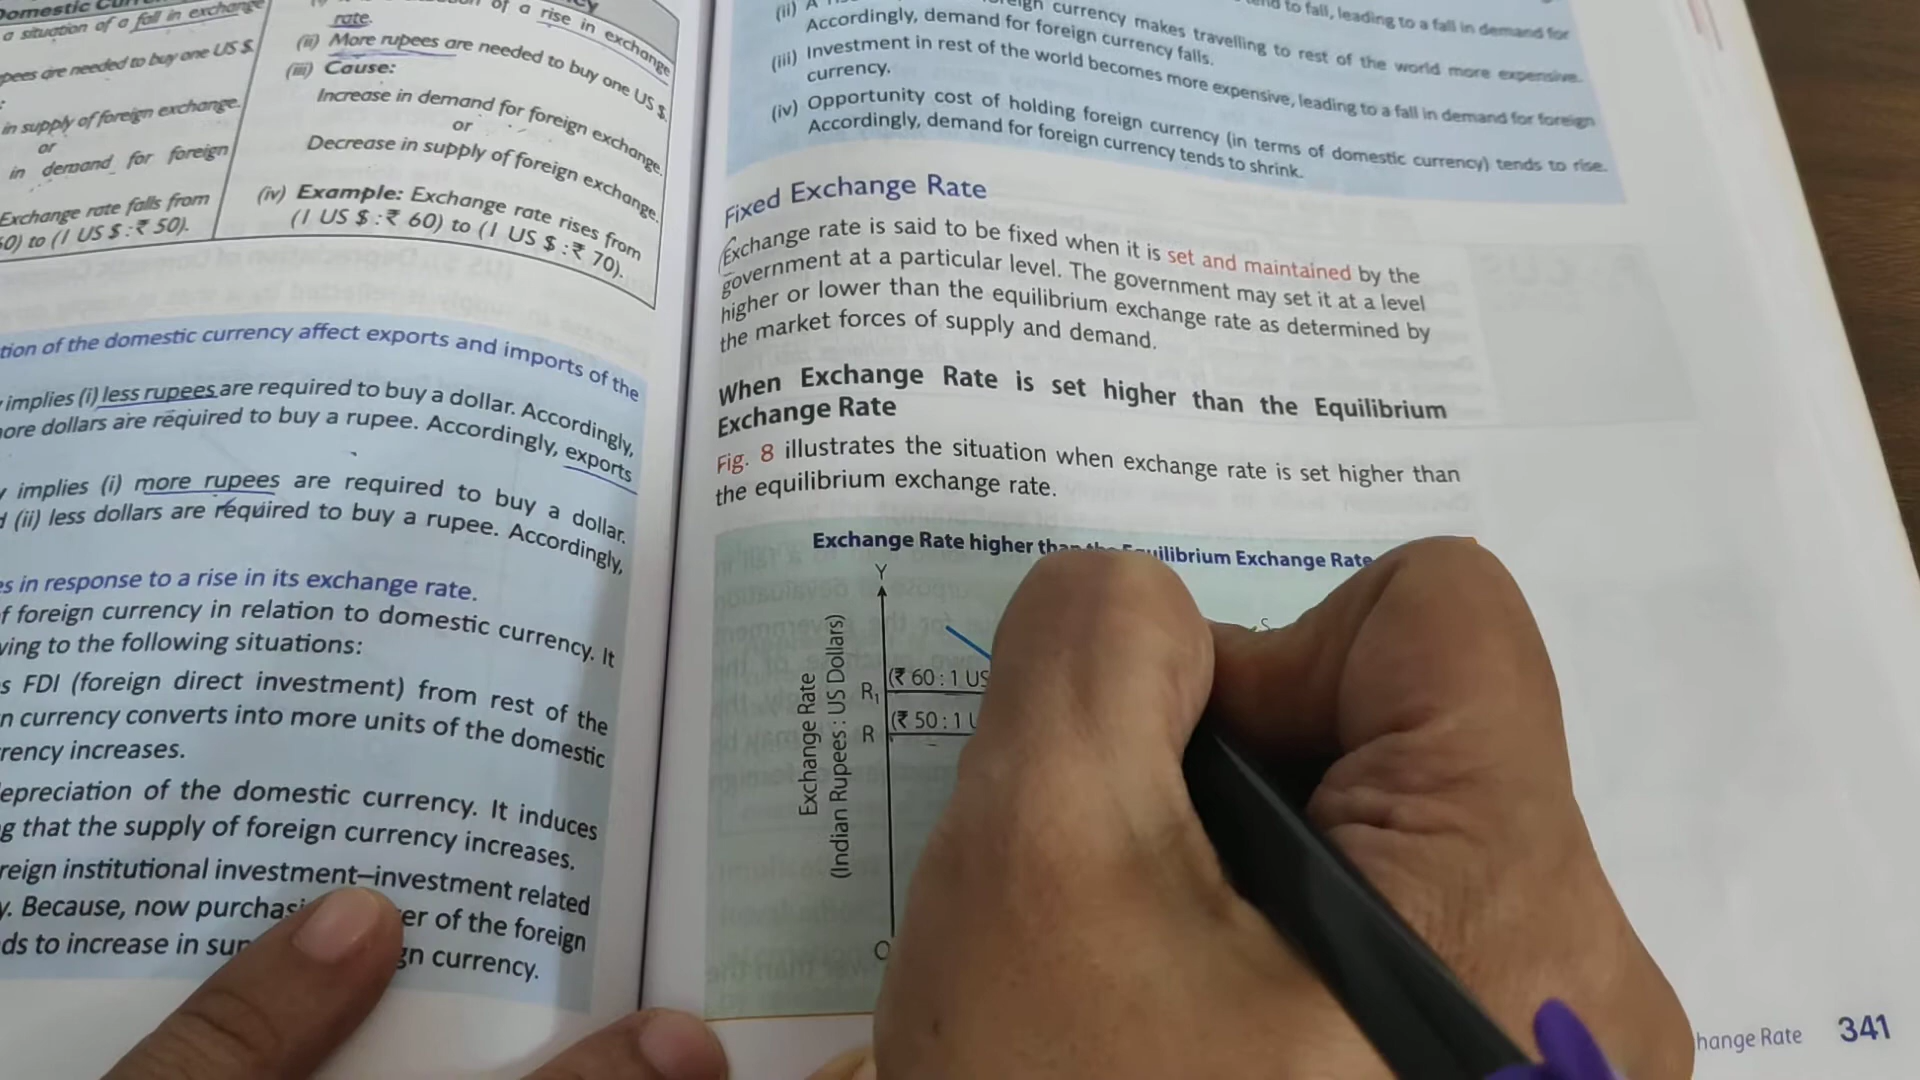 Domestic
a situation of a fall in exchange
pees are needed to buy one US $.
in supply of foreign exchange.
or
in demand for foreign
Exchange rate falls from
60) to (1 US $ : ₹ 50).
of a rise in exchange
rate.
(ii) More rupees are needed to buy one US $.
(iii) Cause:
Increase in demand for foreign exchange.
or
Decrease in supply of foreign exchange.
(iv) Example: Exchange rate rises from
(1 US $ : ₹ 60) to (1 US $ : ₹ 70).
tion of the domestic currency affect exports and imports of the
implies (i) less rupees are required to buy a dollar. Accordingly,
ore dollars are required to buy a rupee. Accordingly, exports
y implies (i) more rupees are required to buy a dollar.
d (ii) less dollars are required to buy a rupee. Accordingly,
es in response to a rise in its exchange rate.
f foreign currency in relation to domestic currency. It
ving to the following situations:
s FDI (foreign direct investment) from rest of the
n currency converts into more units of the domestic
rency increases.
epreciation of the domestic currency. It induces
g that the supply of foreign currency increases.
reign institutional investment—investment related
y. Because, now purchasi er of the foreign
ds to increase in sup gn currency.
to fall, leading to a fall in demand for
(ii) A currency makes travelling to rest of the world more expensive.
Accordingly, demand for foreign currency falls.
(iii) Investment in rest of the world becomes more expensive, leading to a fall in demand for foreign
currency.
(iv) Opportunity cost of holding foreign currency (in terms of domestic currency) tends to rise.
Accordingly, demand for foreign currency tends to shrink.
Fixed Exchange Rate
Exchange rate is said to be fixed when it is set and maintained by the
government at a particular level. The government may set it at a level
higher or lower than the equilibrium exchange rate as determined by
the market forces of supply and demand.
When Exchange Rate is set higher than the Equilibrium
Exchange Rate
Fig. 8 illustrates the situation when exchange rate is set higher than
the equilibrium exchange rate.
Exchange Rate higher than the Equilibrium Exchange Rate
Y
S
Exchange Rate
(Indian Rupees : US Dollars)
R₁ (₹ 60 : 1 US
R (₹ 50 : 1 U
O
hange Rate 341